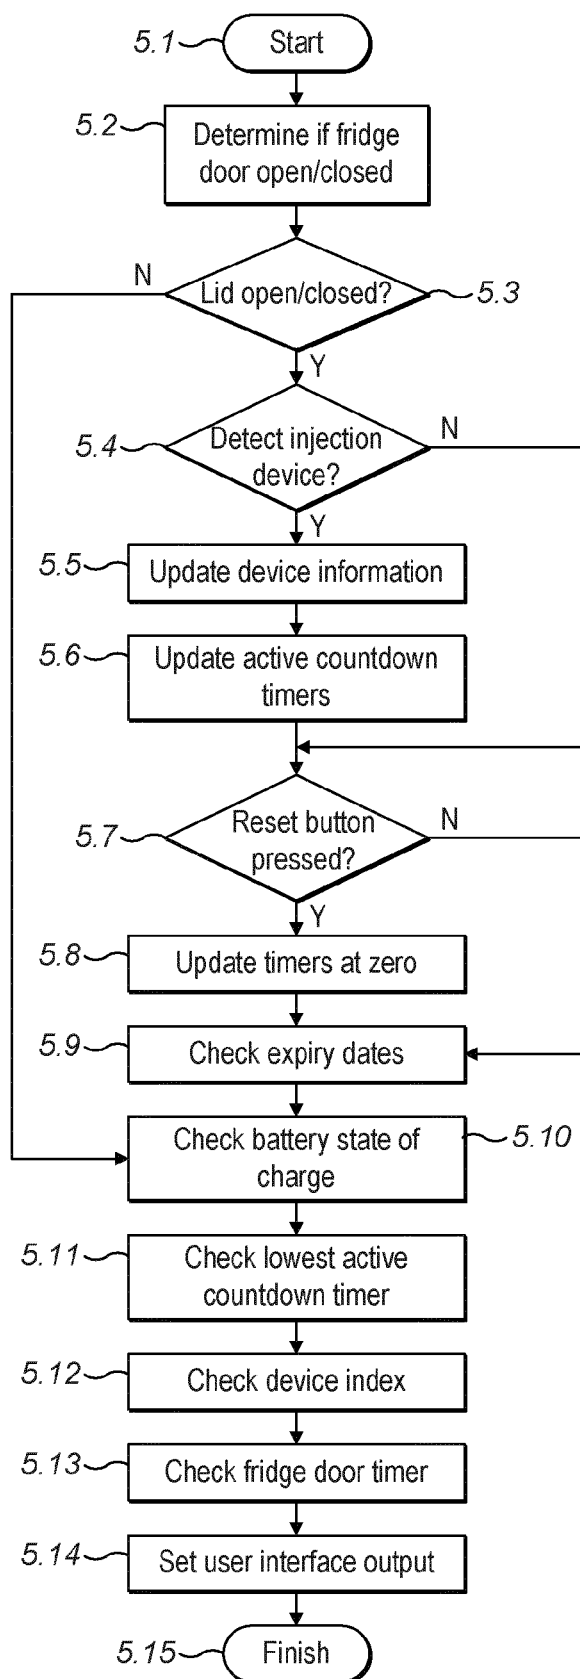 5.1
Start
5.2
Determine if fridge
door open/closed
N
Lid open/closed?
5.3
Y
5.4
Detect injection
device?
N
Y
5.5
Update device information
5.6
Update active countdown
timers
5.7
Reset button
pressed?
N
Y
5.8
Update timers at zero
5.9
Check expiry dates
Check battery state of
charge
5.10
5.11
Check lowest active
countdown timer
5.12
Check device index
5.13
Check fridge door timer
5.14
Set user interface output
5.15
Finish